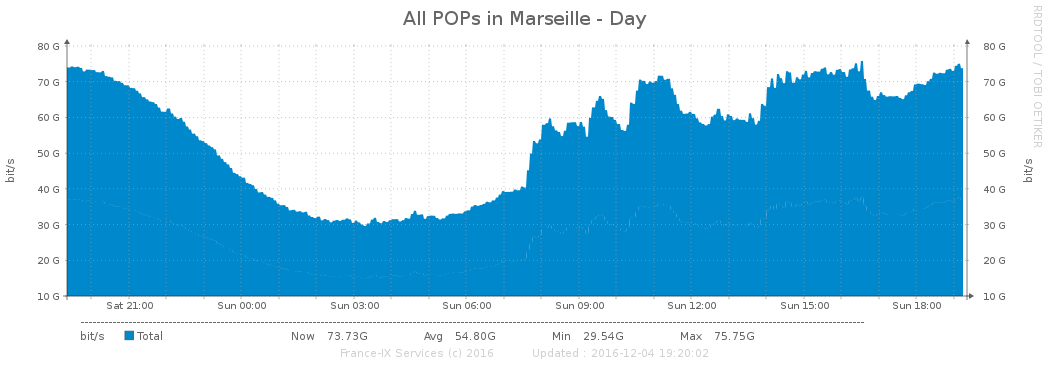 All POPs in Marseille - Day
RRDTOOL / TOBI OETIKER
bit/s
80 G
70 G
60 G
50 G
40 G
30 G
20 G
10 G
80 G
70 G
60 G
50 G
40 G
30 G
20 G
10 G
bit/s
Sat 21:00 Sun 00:00 Sun 03:00 Sun 06:00 Sun 09:00 Sun 12:00 Sun 15:00 Sun 18:00
bit/s Total Now 73.73G Avg 54.80G Min 29.54G Max 75.75G
France-IX Services (c) 2016 Updated : 2016-12-04 19:20:02